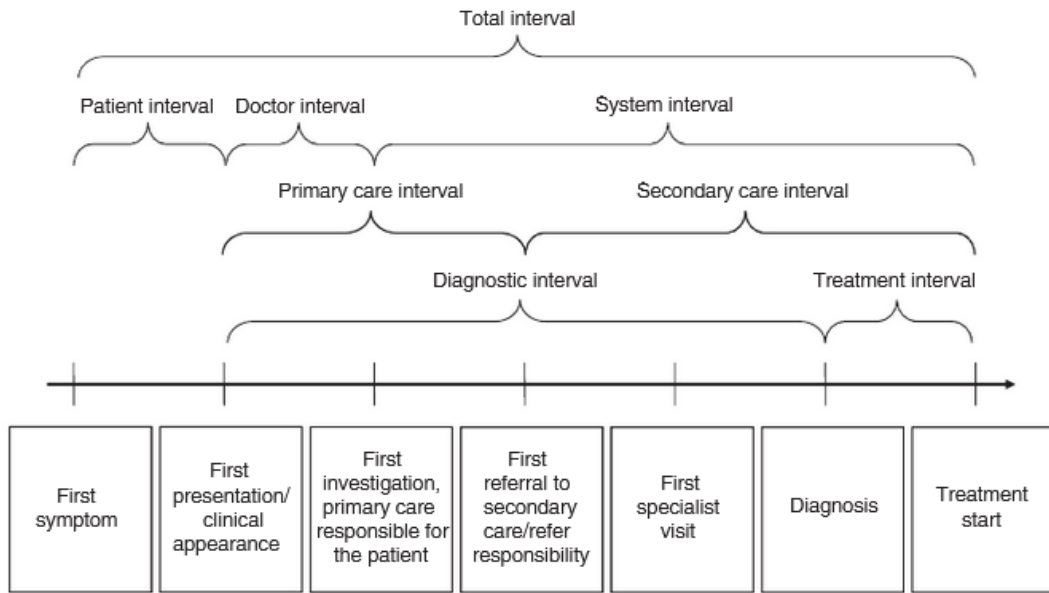 Total interval
Patient interval
Doctor interval
System interval
Primary care interval
Secondary care interval
Diagnostic interval
Treatment interval
First
symptom
First
presentation/
clinical
appearance
First
investigation,
primary care
responsible for
the patient
First
referral to
secondary
care/refer
responsibility
First
specialist
visit
Diagnosis
Treatment
start